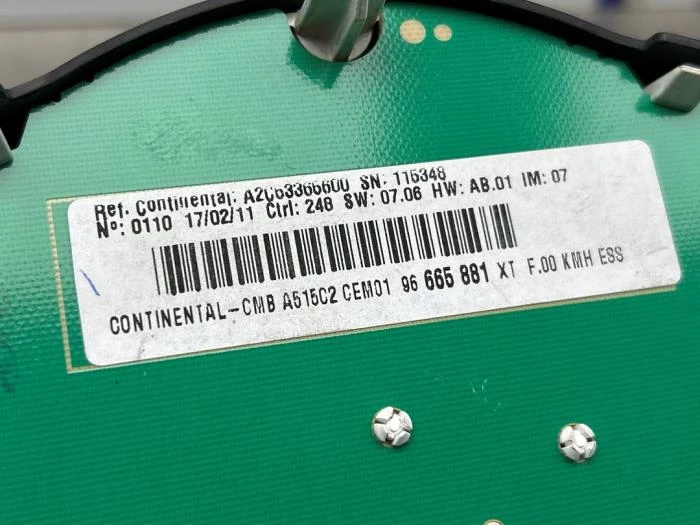 Ref. Continental: A2C53366600 SN: 115348
Nº: 0110 17/02/11 Ctrl: 248 SW: 07.06 HW: AB.01 IM: 07
CONTINENTAL-CMB A515C2 CEM01 96 665 881 XT F.00 KMH ESS